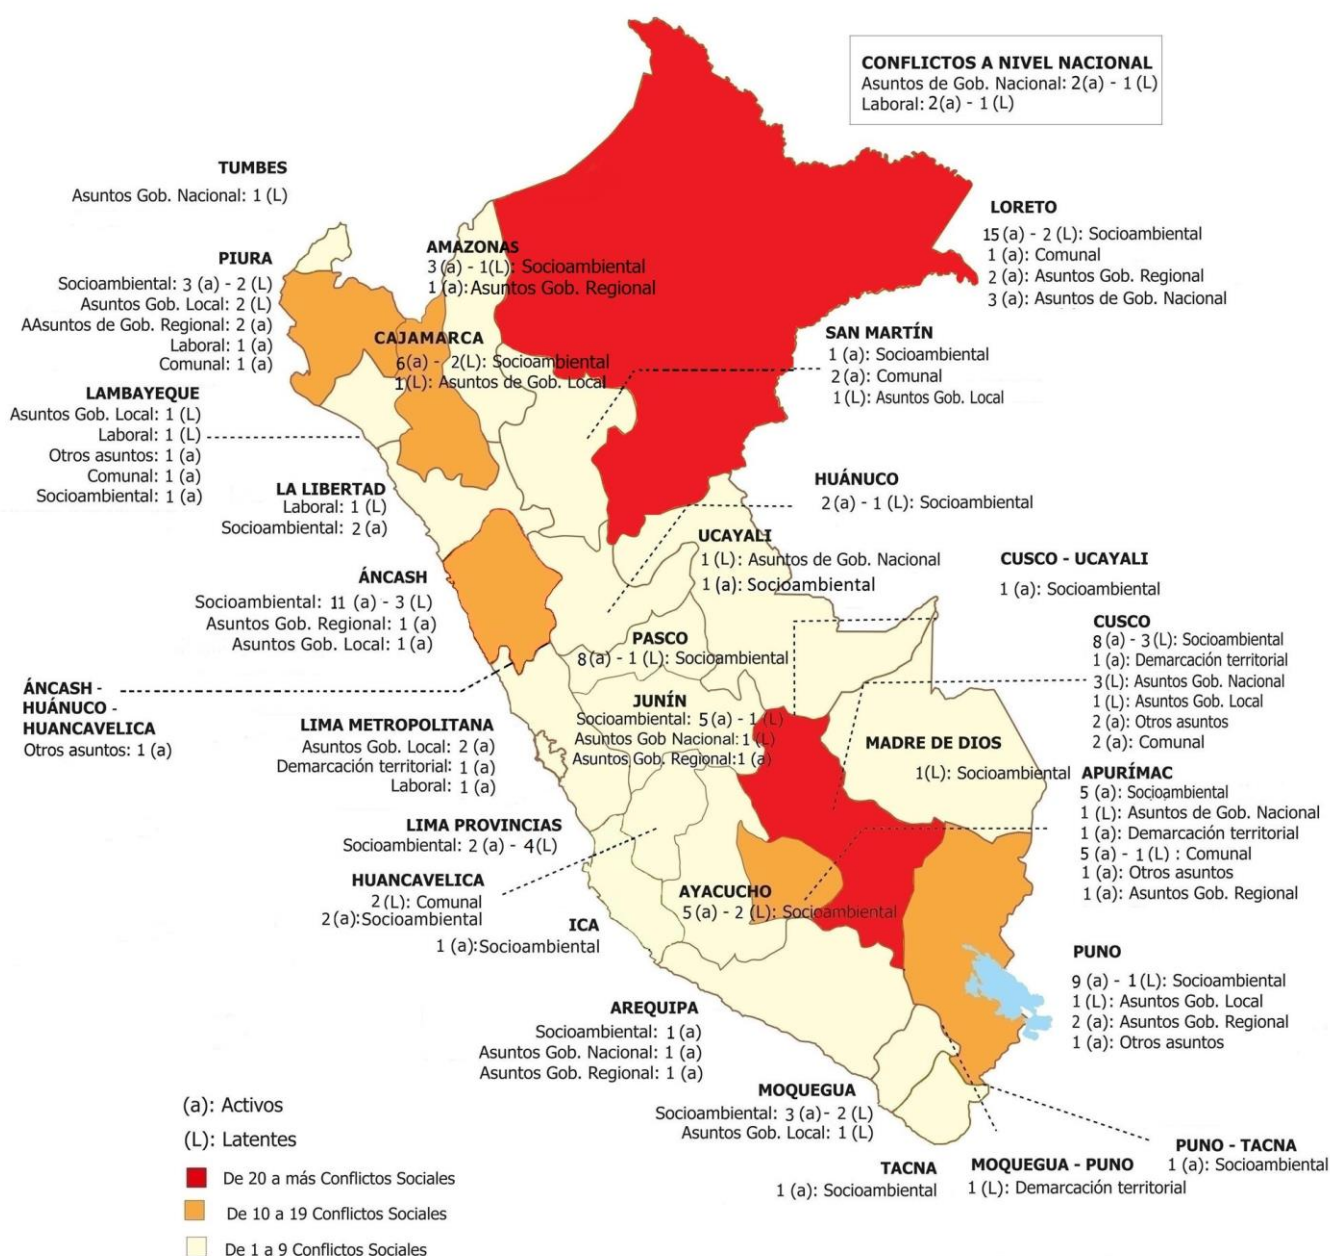 CONFLICTOS A NIVEL NACIONAL
Asuntos de Gob. Nacional: 2(a) - 1 (L)
Laboral: 2(a) - 1 (L)
TUMBES
Asuntos Gob. Nacional: 1 (L)
PIURA
Socioambiental: 3 (a) - 2 (L)
Asuntos Gob. Local: 2 (L)
AAsuntos de Gob. Regional: 2 (a)
Laboral: 1 (a)
Comunal: 1 (a)
AMAZONAS
3 (a) - 1(L): Socioambiental
1 (a): Asuntos Gob. Regional
LORETO
15 (a) - 2 (L): Socioambiental
1 (a): Comunal
2 (a): Asuntos Gob. Regional
3 (a): Asuntos de Gob. Nacional
CAJAMARCA
6(a) - 2(L): Socioambiental
1(L): Asuntos de Gob. Local
SAN MARTÍN
1 (a): Socioambiental
2 (a): Comunal
1 (L): Asuntos Gob. Local
LAMBAYEQUE
Asuntos Gob. Local: 1 (L)
Laboral: 1 (L)
Otros asuntos: 1 (a)
Comunal: 1 (a)
Socioambiental: 1 (a)
LA LIBERTAD
Laboral: 1 (L)
Socioambiental: 2 (a)
HUÁNUCO
2 (a) - 1 (L): Socioambiental
UCAYALI
1 (L): Asuntos de Gob. Nacional
1 (a): Socioambiental
CUSCO - UCAYALI
1 (a): Socioambiental
ÁNCASH
Socioambiental: 11 (a) - 3 (L)
Asuntos Gob. Regional: 1 (a)
Asuntos Gob. Local: 1 (a)
PASCO
8(a) - 1 (L): Socioambiental
CUSCO
8 (a) - 3(L): Socioambiental
1 (a): Demarcación territorial
3(L): Asuntos Gob. Nacional
1 (L): Asuntos Gob. Local
2 (a): Otros asuntos
2 (a): Comunal
ÁNCASH -
HUÁNUCO -
HUANCAVELICA
Otros asuntos: 1 (a)
LIMA METROPOLITANA
Asuntos Gob. Local: 2 (a)
Demarcación territorial: 1 (a)
Laboral: 1 (a)
JUNÍN
Socioambiental: 5(a) - 1 (L)
Asuntos Gob Nacional: 1 (L)
Asuntos Gob. Regional:1 (a)
MADRE DE DIOS
1(L): Socioambiental
APURÍMAC
5 (a): Socioambiental
1 (L): Asuntos de Gob. Nacional
1 (a): Demarcación territorial
5 (a) - 1 (L) : Comunal
1 (a): Otros asuntos
1 (a): Asuntos Gob. Regional
LIMA PROVINCIAS
Socioambiental: 2 (a) - 4(L)
HUANCAVELICA
2(L): Comunal
2(a):Socioambiental
AYACUCHO
5 (a) - 2 (L): Socioambiental
ICA
1 (a):Socioambiental
PUNO
9 (a) - 1 (L): Socioambiental
1 (L): Asuntos Gob. Local
2 (a): Asuntos Gob. Regional
1 (a): Otros asuntos
AREQUIPA
Socioambiental: 1 (a)
Asuntos Gob. Nacional: 1 (a)
Asuntos Gob. Regional: 1 (a)
MOQUEGUA
Socioambiental: 3 (a) - 2 (L)
Asuntos Gob. Local: 1 (L)
TACNA
1 (a): Socioambiental
MOQUEGUA - PUNO
1 (L): Demarcación territorial
PUNO - TACNA
1 (a): Socioambiental
(a): Activos
(L): Latentes
De 20 a más Conflictos Sociales
De 10 a 19 Conflictos Sociales
De 1 a 9 Conflictos Sociales